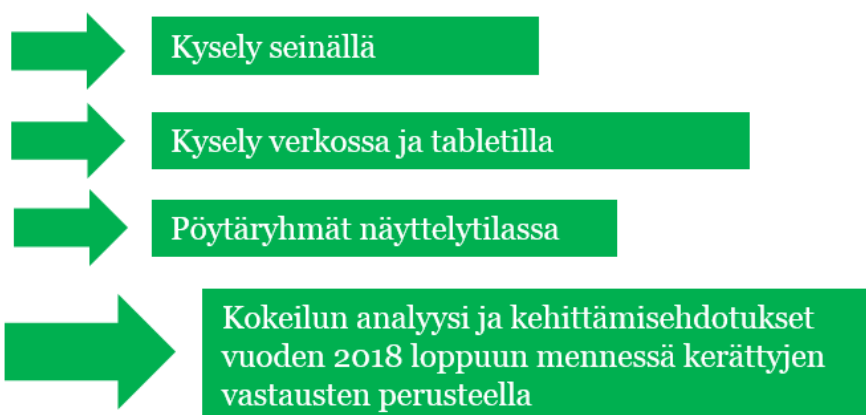 Kysely seinällä
Kysely verkossa ja tabletilla
Pöytäryhmät näyttelytilassa
Kokeilun analyysi ja kehittämisehdotukset
vuoden 2018 loppuun mennessä kerättyjen
vastausten perusteella